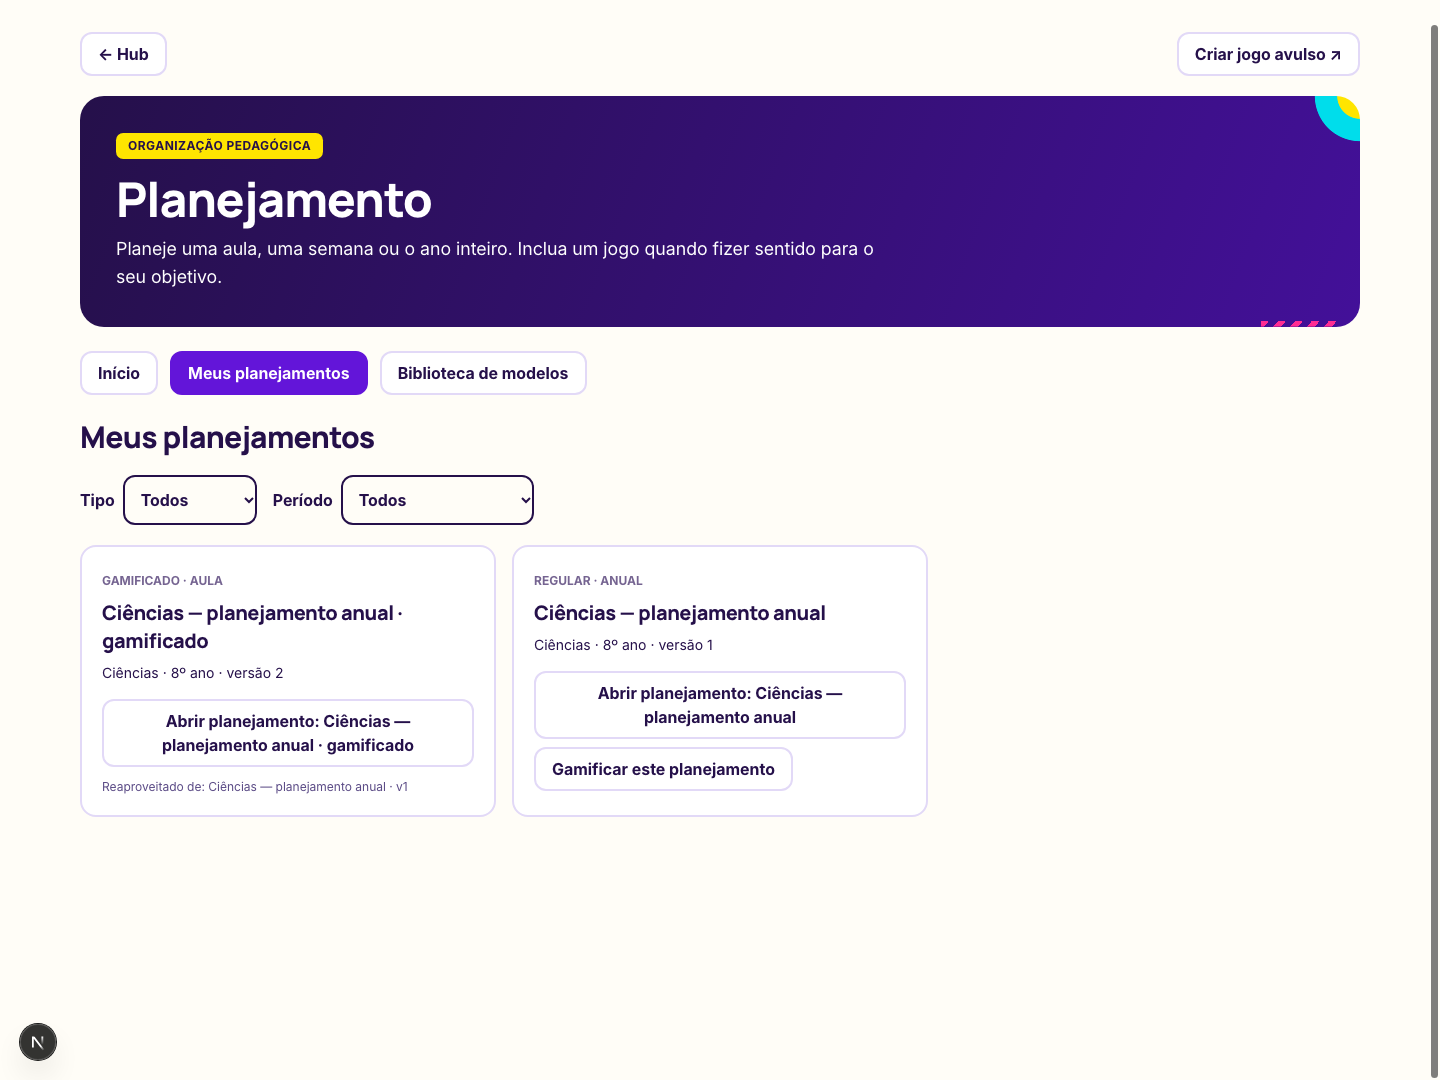 ← Hub
Criar jogo avulso ↗
ORGANIZAÇÃO PEDAGÓGICA
Planejamento
Planeje uma aula, uma semana ou o ano inteiro. Inclua um jogo quando fizer sentido para o
seu objetivo.
Início
Meus planejamentos
Biblioteca de modelos
Meus planejamentos
Tipo
Todos
Período
Todos
GAMIFICADO · AULA
Ciências — planejamento anual ·
gamificado
Ciências · 8º ano · versão 2
Abrir planejamento: Ciências —
planejamento anual · gamificado
Reaproveitado de: Ciências — planejamento anual · v1
REGULAR · ANUAL
Ciências — planejamento anual
Ciências · 8º ano · versão 1
Abrir planejamento: Ciências —
planejamento anual
Gamificar este planejamento
N